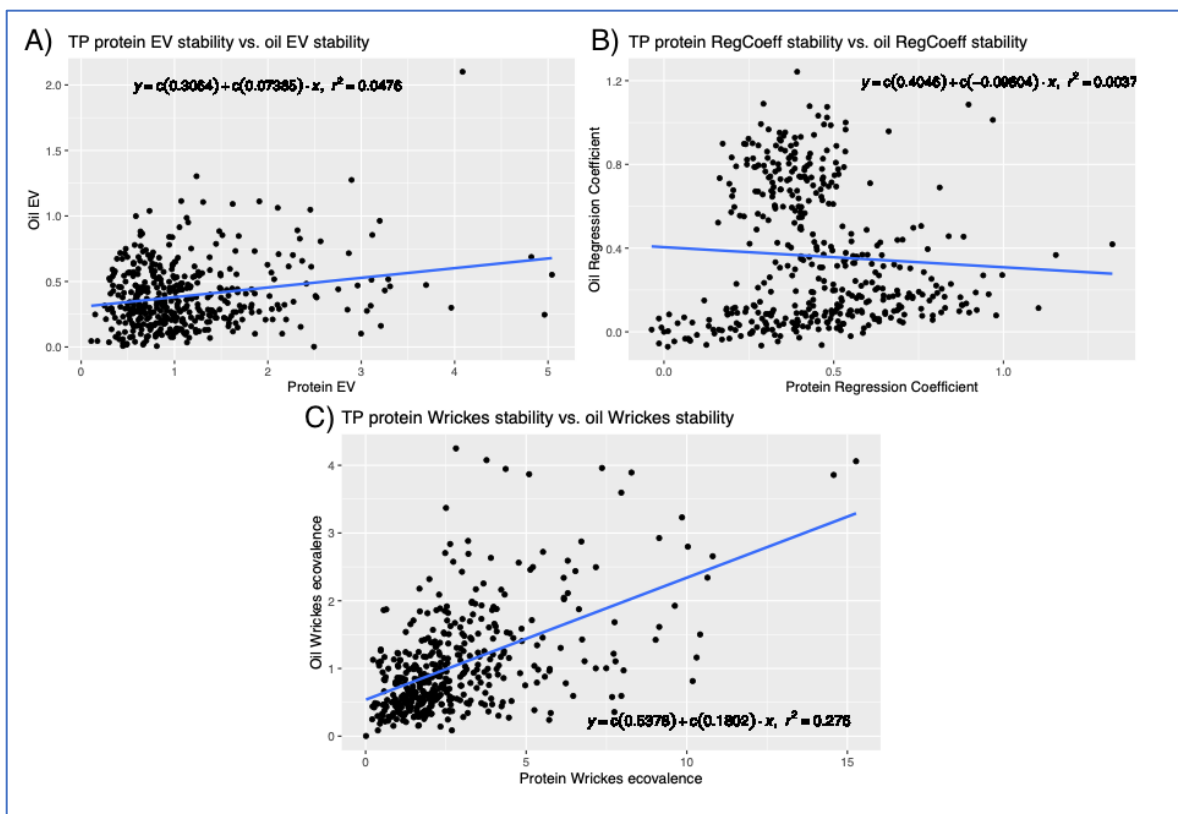 A) TP protein EV stability vs. oil EV stability
y = c(0.3064) + c(0.07385) · x, r² = 0.0476
Oil EV
2.0
1.5
1.0
0.5
0.0
0 1 2 3 4 5
Protein EV
B) TP protein RegCoeff stability vs. oil RegCoeff stability
y = c(0.4046) + c(−0.09604) · x, r² = 0.0037
Oil Regression Coefficient
1.2
0.8
0.4
0.0
0.0 0.5 1.0
Protein Regression Coefficient
C) TP protein Wrickes stability vs. oil Wrickes stability
Oil Wrickes ecovalence
4
3
2
1
0
y = c(0.5378) + c(0.1802) · x, r² = 0.276
0 5 10 15
Protein Wrickes ecovalence